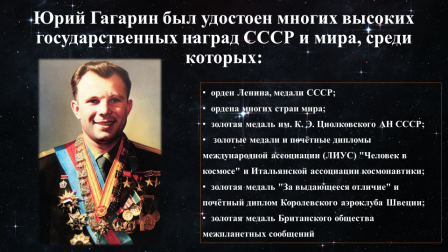 Юрий Гагарин был удостоен многих высоких
государственных наград СССР и мира, среди
которых:
• орден Ленина, медали СССР;
• ордена многих стран мира;
• золотая медаль им. К. Э. Циолковского АН СССР;
• золотые медали и почётные дипломы
международной ассоциации (ЛИУС) "Человек в
космосе" и Итальянской ассоциации космонавтики;
• золотая медаль "За выдающееся отличие" и
почётный диплом Королевского аэроклуба Швеции;
• золотая медаль Британского общества
межпланетных сообщений